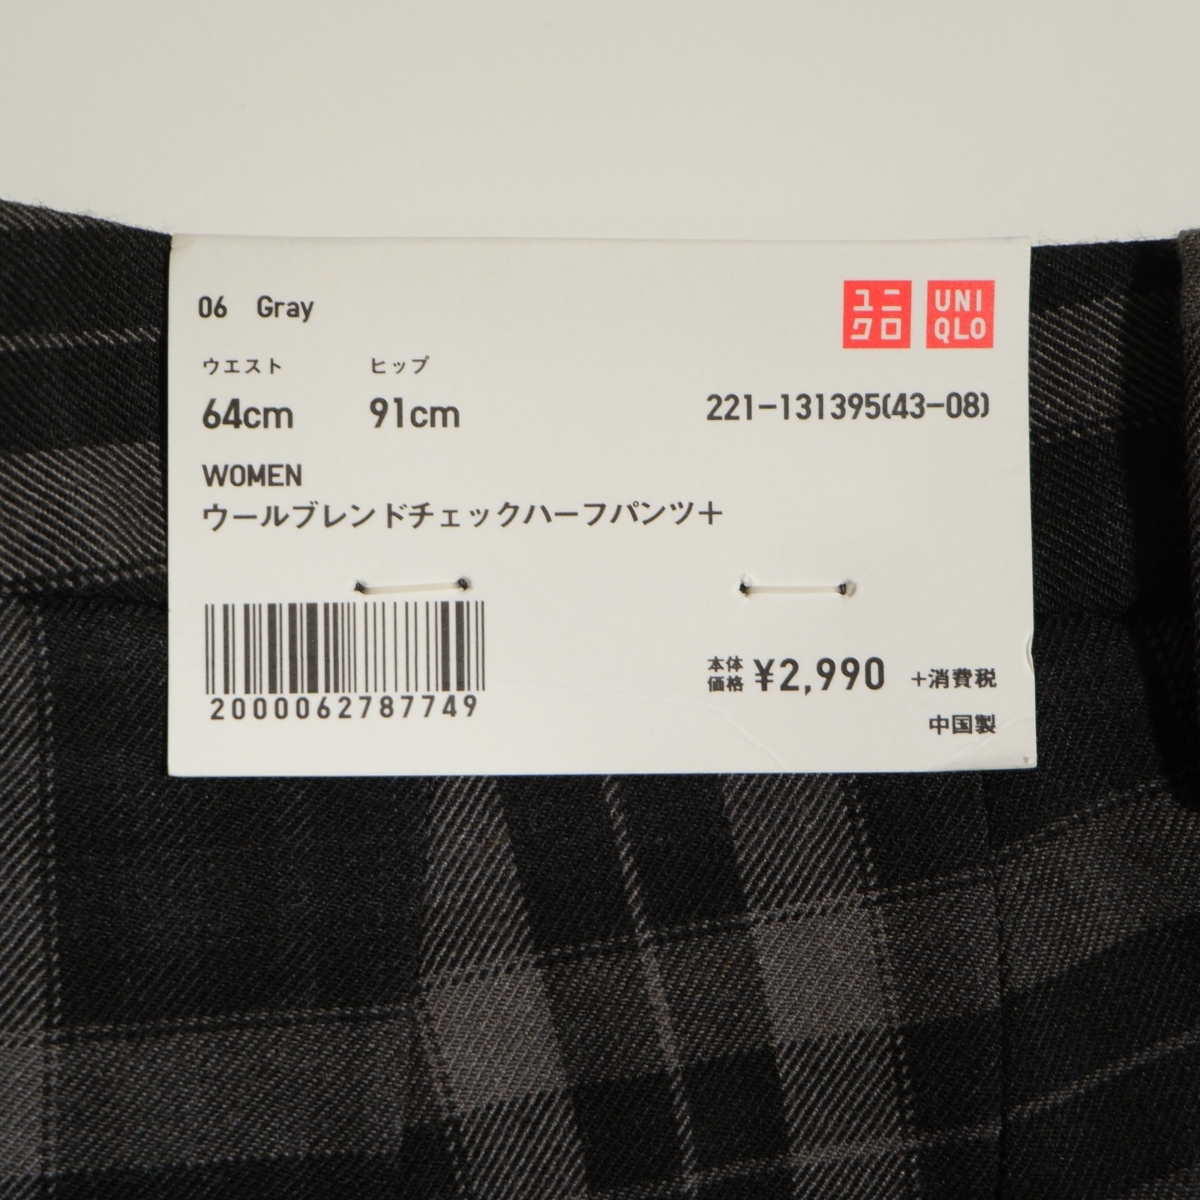 06 Gray
ユニ
クロ
UNI
QLO
ウエスト ヒップ
64cm 91cm
221-131395(43-08)
WOMEN
ウールブレンドチェックハーフパンツ+
2000062787749
本体
価格 ¥2,990 +消費税
中国製